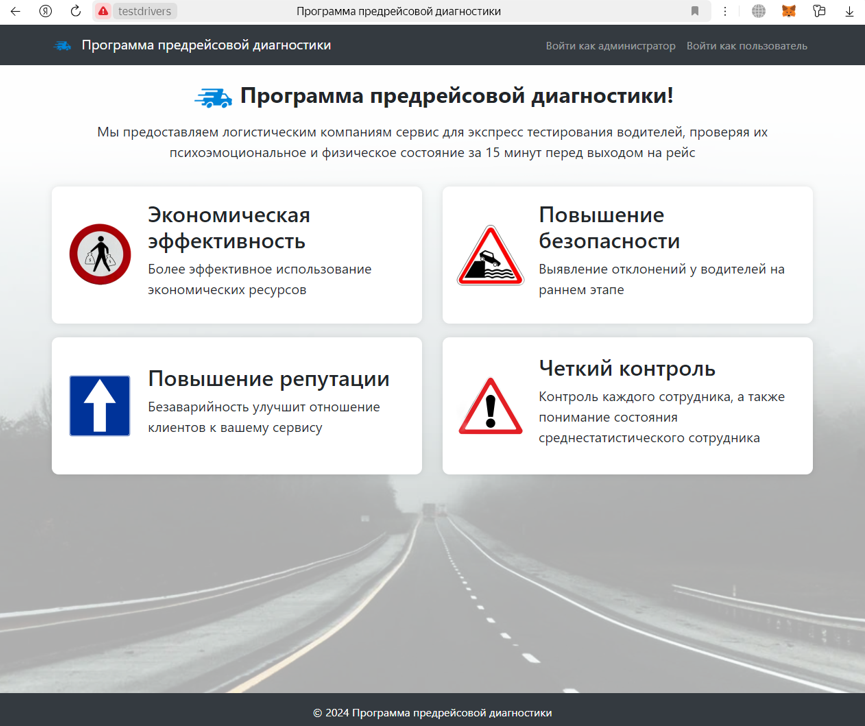 testdrivers
Программа предрейсовой диагностики
Программа предрейсовой диагностики
Войти как администратор
Войти как пользователь
Программа предрейсовой диагностики!
Мы предоставляем логистическим компаниям сервис для экспресс тестирования водителей, проверяя их
психоэмоциональное и физическое состояние за 15 минут перед выходом на рейс
Экономическая
эффективность
Более эффективное использование
экономических ресурсов
Повышение
безопасности
Выявление отклонений у водителей на
раннем этапе
Повышение репутации
Безаварийность улучшит отношение
клиентов к вашему сервису
Четкий контроль
Контроль каждого сотрудника, а также
понимание состояния
среднестатистического сотрудника
© 2024 Программа предрейсовой диагностики